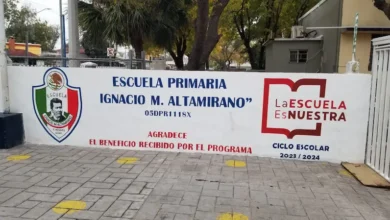 ESCUELA PRIMARIA
IGNACIO M. ALTAMIRANO"
05DPR1118X
AGRADECE
EL BENEFICIO RECIBIDO POR EL PROGRAMA
ESCUELA
La ESCUELA
Es NUESTRA
CICLO ESCOLAR
2023 / 2024